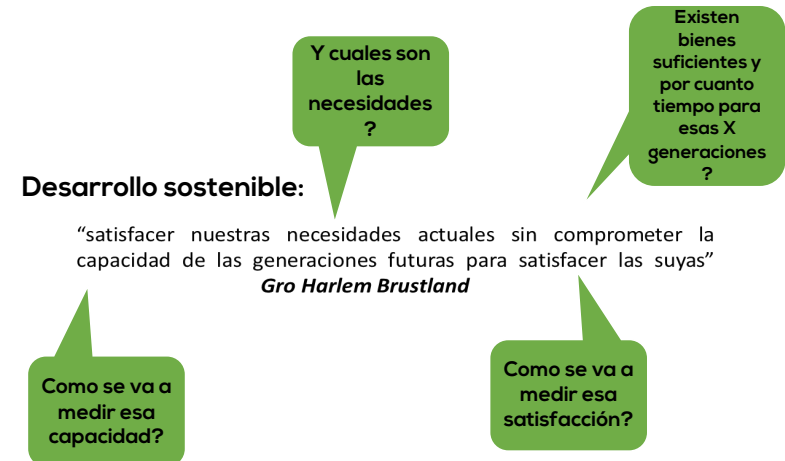 Existen
bienes
suficientes y
por cuanto
tiempo para
esas X
generaciones
?
Y cuales son
las
necesidades
?
Desarrollo sostenible:
“satisfacer nuestras necesidades actuales sin comprometer la
capacidad de las generaciones futuras para satisfacer las suyas”
Gro Harlem Brustland
Como se va a
medir esa
capacidad?
Como se va a
medir esa
satisfacción?